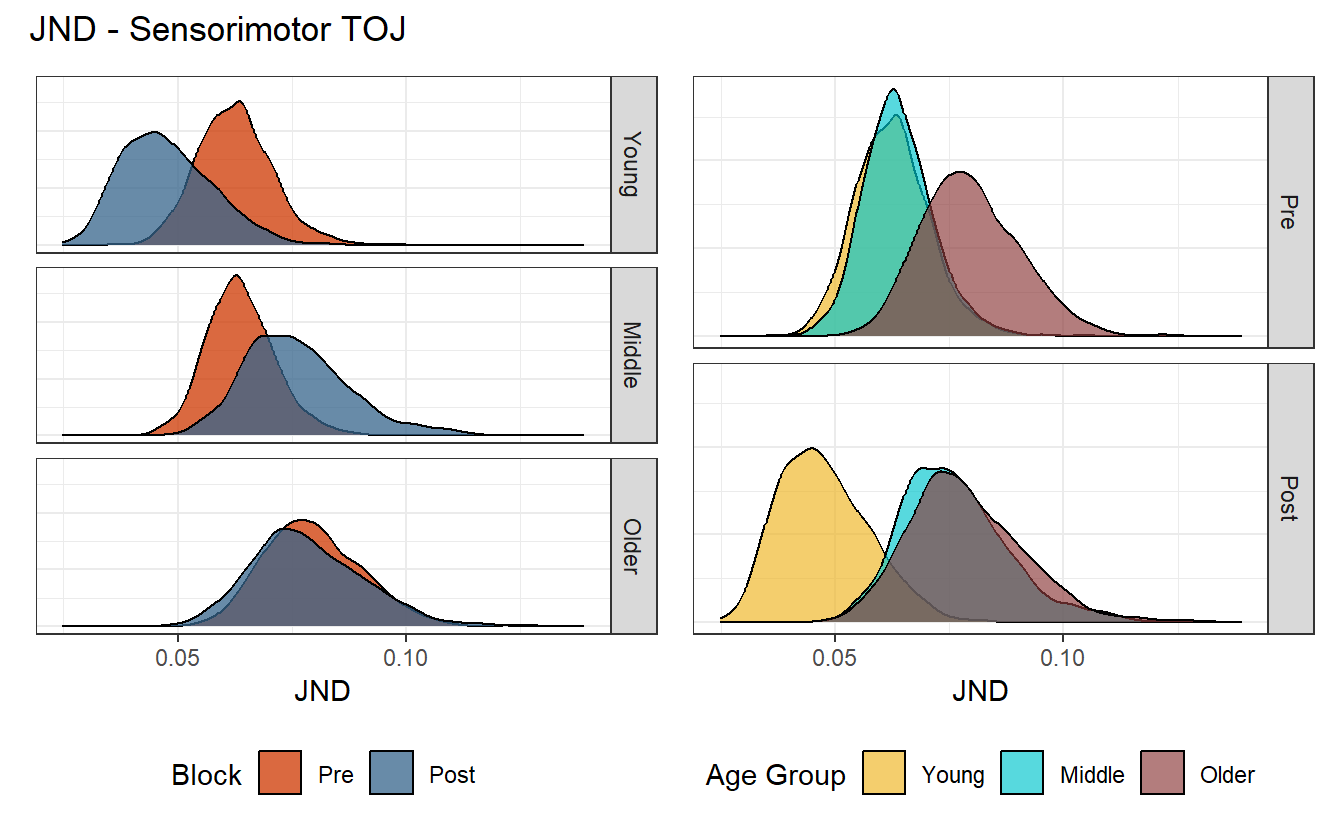 JND - Sensorimotor TOJ
Young
Middle
Older
0.05 0.10
JND
Block Pre Post
Pre
Post
0.05 0.10
JND
Age Group Young Middle Older